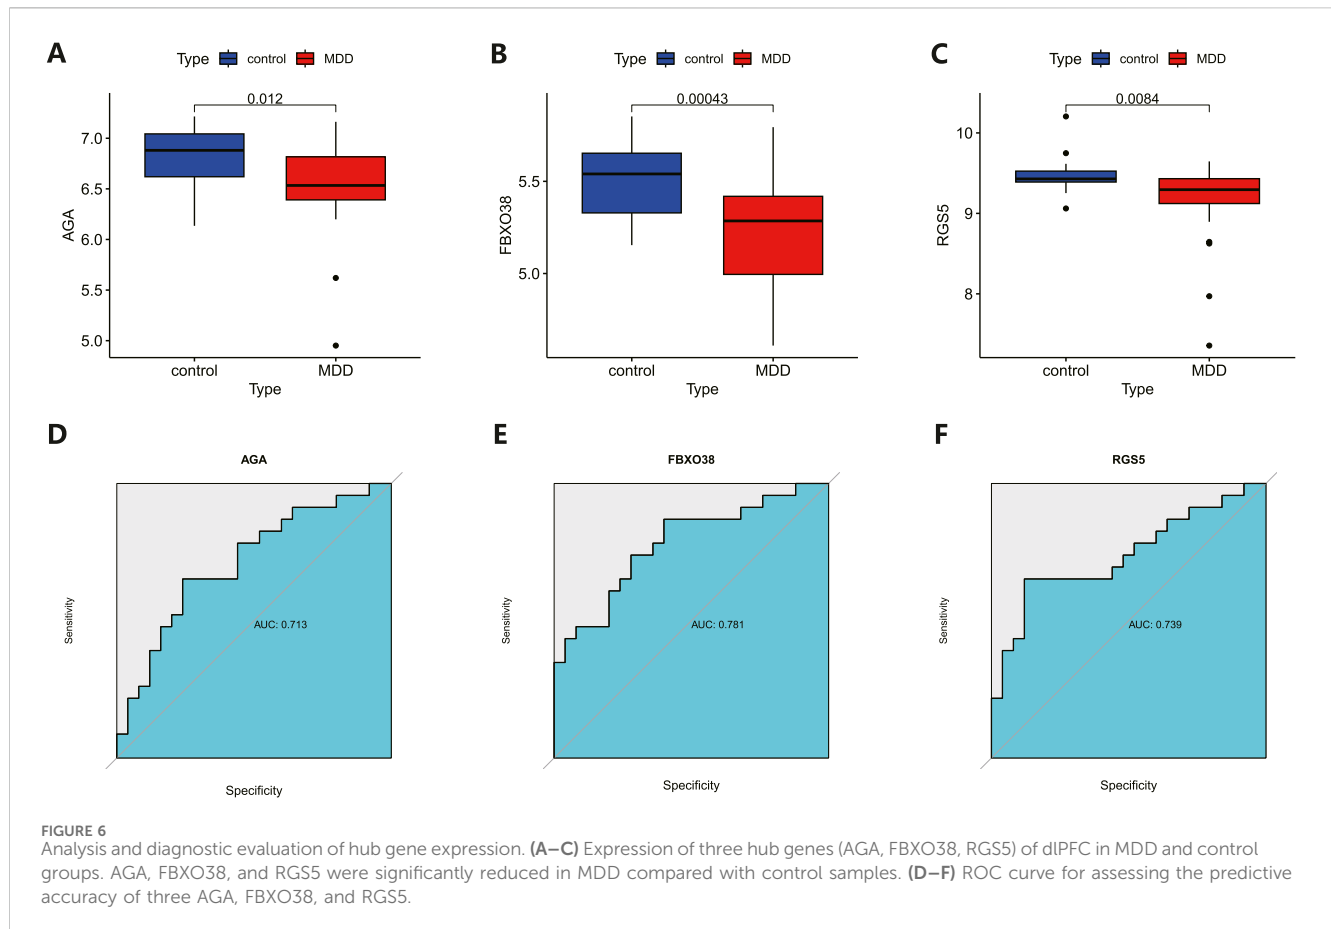 A
Type control MDD
0.012
7.0
6.5
6.0
5.5
5.0
AGA
control MDD
Type
B
Type control MDD
0.00043
5.5
5.0
FBXO38
control MDD
Type
C
Type control MDD
0.0084
10
9
8
RGS5
control MDD
Type
D
AGA
Sensitivity
AUC: 0.713
Specificity
E
FBXO38
Sensitivity
AUC: 0.781
Specificity
F
RGS5
Sensitivity
AUC: 0.739
Specificity
FIGURE 6
Analysis and diagnostic evaluation of hub gene expression. (A–C) Expression of three hub genes (AGA, FBXO38, RGS5) of dlPFC in MDD and control
groups. AGA, FBXO38, and RGS5 were significantly reduced in MDD compared with control samples. (D–F) ROC curve for assessing the predictive
accuracy of three AGA, FBXO38, and RGS5.